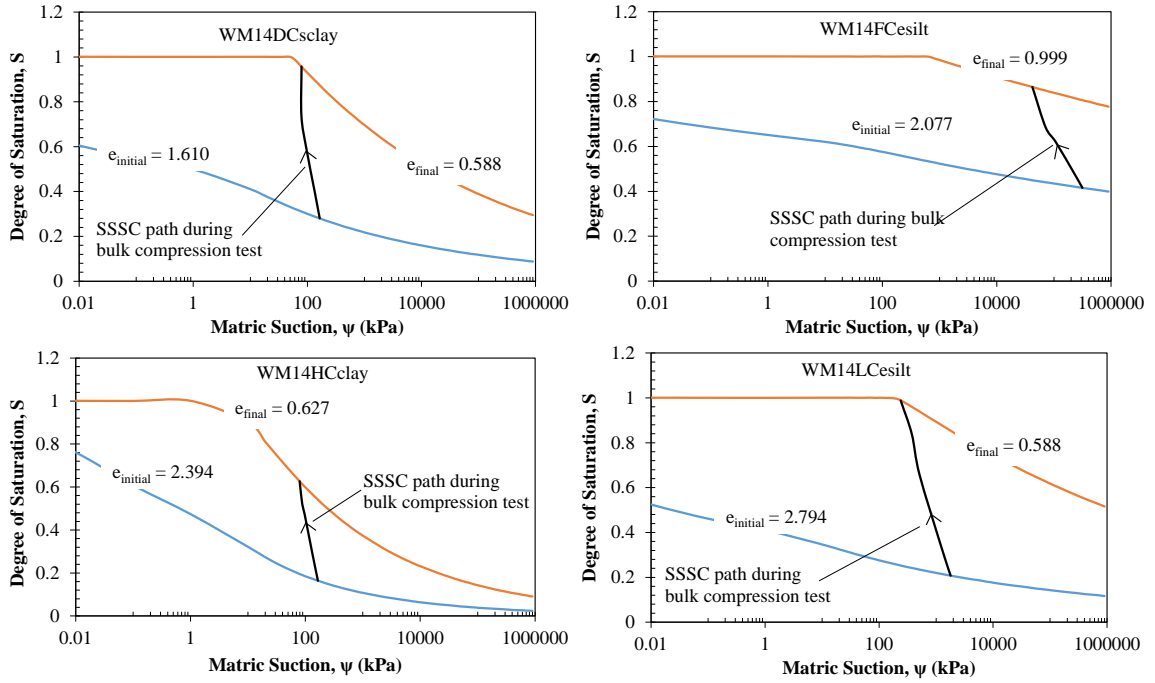 WM14DCsclay
Degree of Saturation, S
1.2
1
0.8
0.6
0.4
0.2
0
e_initial = 1.610
e_final = 0.588
SSSC path during
bulk compression test
0.01 1 100 10000 1000000
Matric Suction, ψ (kPa)
WM14FCesilt
Degree of Saturation, S
1.2
1
0.8
0.6
0.4
0.2
0
e_final = 0.999
e_initial = 2.077
SSSC path during bulk
compression test
0.01 1 100 10000 1000000
Matric Suction, ψ (kPa)
WM14HCclay
Degree of Saturation, S
1.2
1
0.8
0.6
0.4
0.2
0
e_final = 0.627
e_initial = 2.394
SSSC path during
bulk compression test
0.01 1 100 10000 1000000
Matric Suction, ψ (kPa)
WM14LCesilt
Degree of Saturation, S
1.2
1
0.8
0.6
0.4
0.2
0
e_final = 0.588
e_initial = 2.794
SSSC path during
bulk compression test
0.01 1 100 10000 1000000
Matric Suction, ψ (kPa)